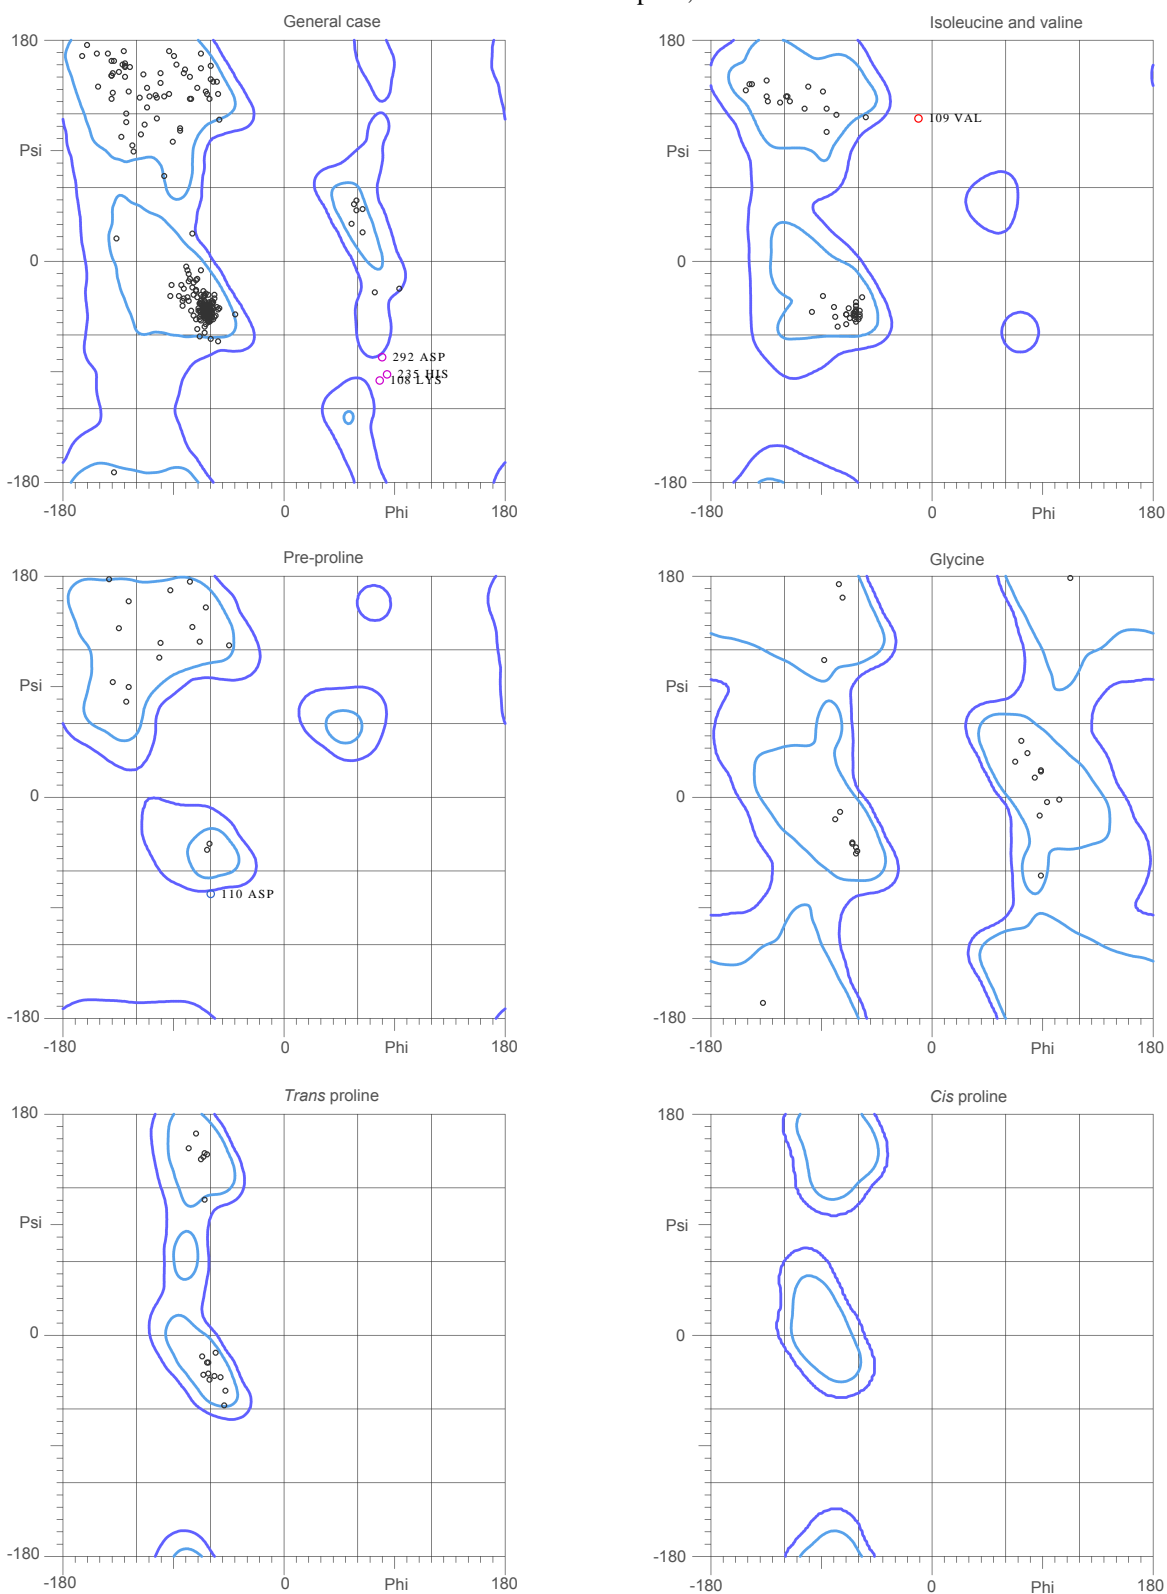 General case
Isoleucine and valine
180
180
109 VAL
Psi
Psi
0
0
292 ASP
235 HIS
108 LYS
-180
-180
-180
0
Phi
180
-180
0
Phi
180
Pre-proline
Glycine
180
180
Psi
Psi
0
0
110 ASP
-180
-180
-180
0
Phi
180
-180
0
Phi
180
Trans proline
Cis proline
180
180
Psi
Psi
0
0
-180
-180
-180
0
Phi
180
-180
0
Phi
180